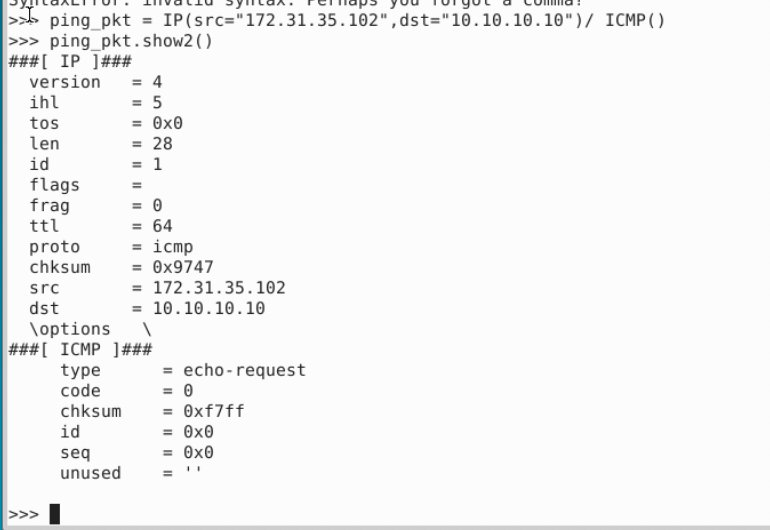 SyntaxError: invalid syntax. Perhaps you forgot a comma?
>>> ping_pkt = IP(src="172.31.35.102",dst="10.10.10.10")/ ICMP()
>>> ping_pkt.show2()
###[ IP ]###
  version   = 4
  ihl       = 5
  tos       = 0x0
  len       = 28
  id        = 1
  flags     =
  frag      = 0
  ttl       = 64
  proto     = icmp
  chksum    = 0x9747
  src       = 172.31.35.102
  dst       = 10.10.10.10
  \options   \
###[ ICMP ]###
     type      = echo-request
     code      = 0
     chksum    = 0xf7ff
     id        = 0x0
     seq       = 0x0
     unused    = ''
>>>